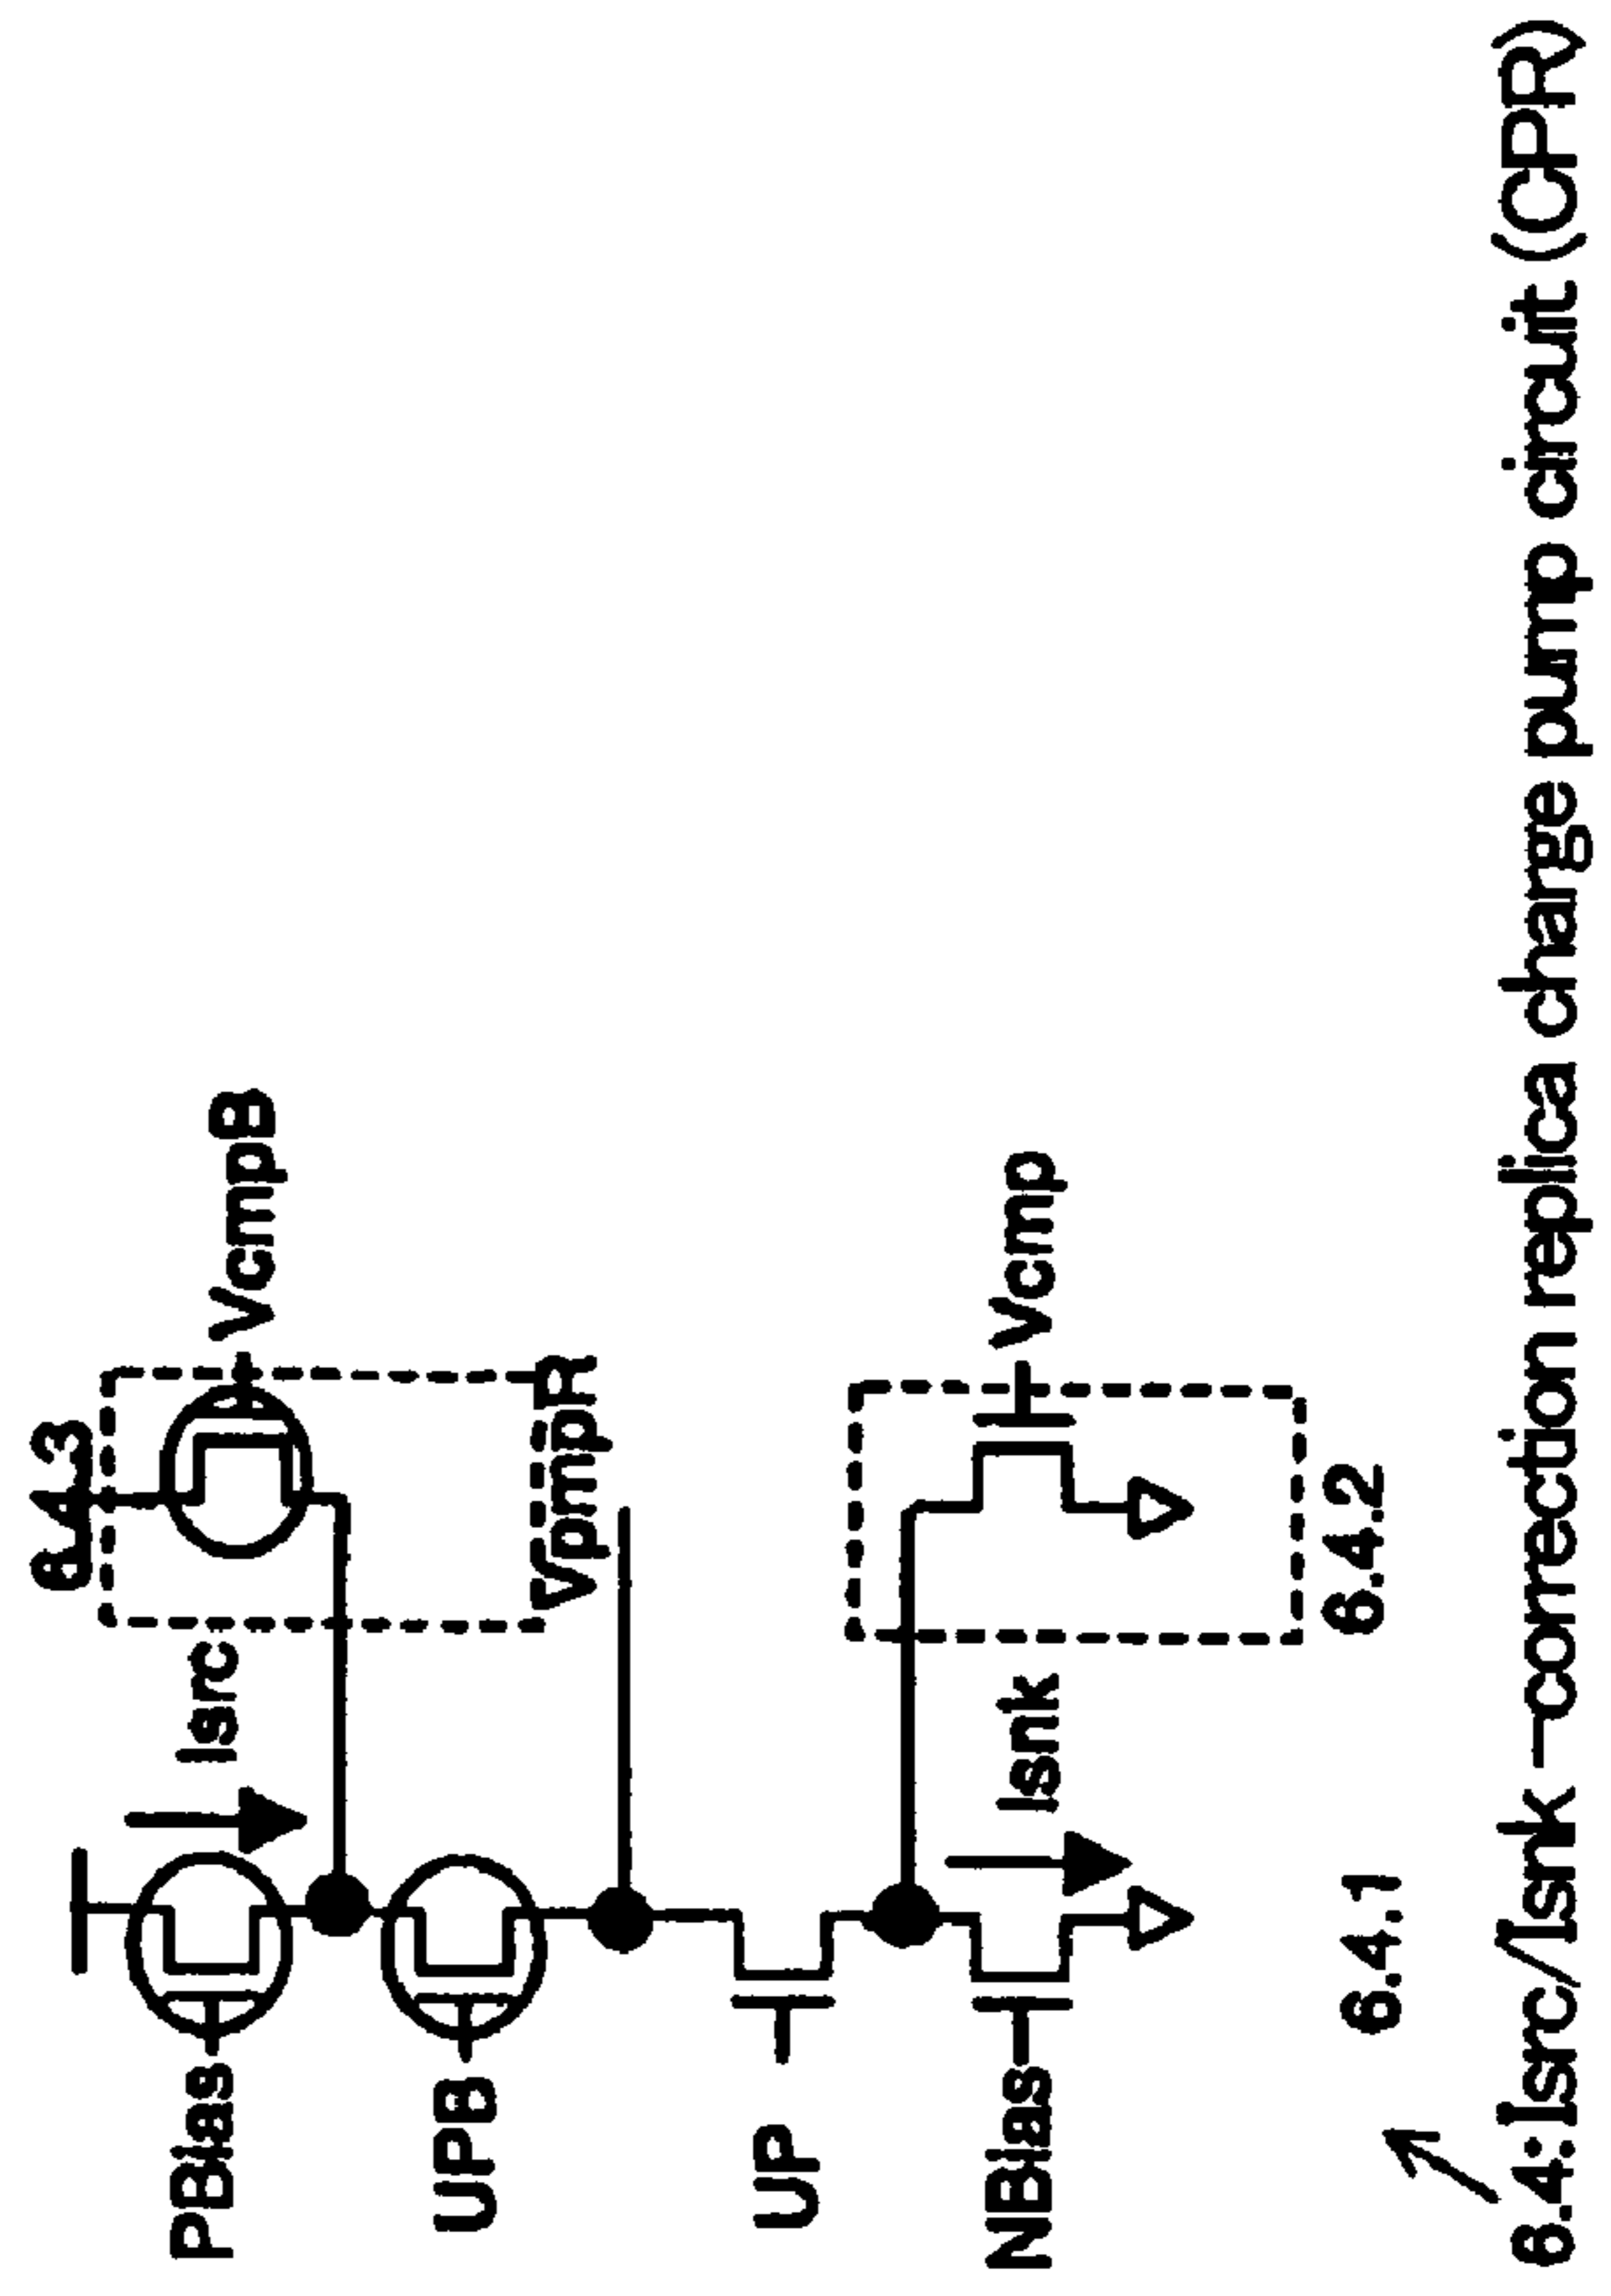 6.4.3
PBias
Isrc
VcmpB
UPB
VpmpR
UP
NBias
Isnk
Vcmp
6.4.1
6.4.2
6.4: Isrc/Isnk –correction replica charge pump circuit (CPR)